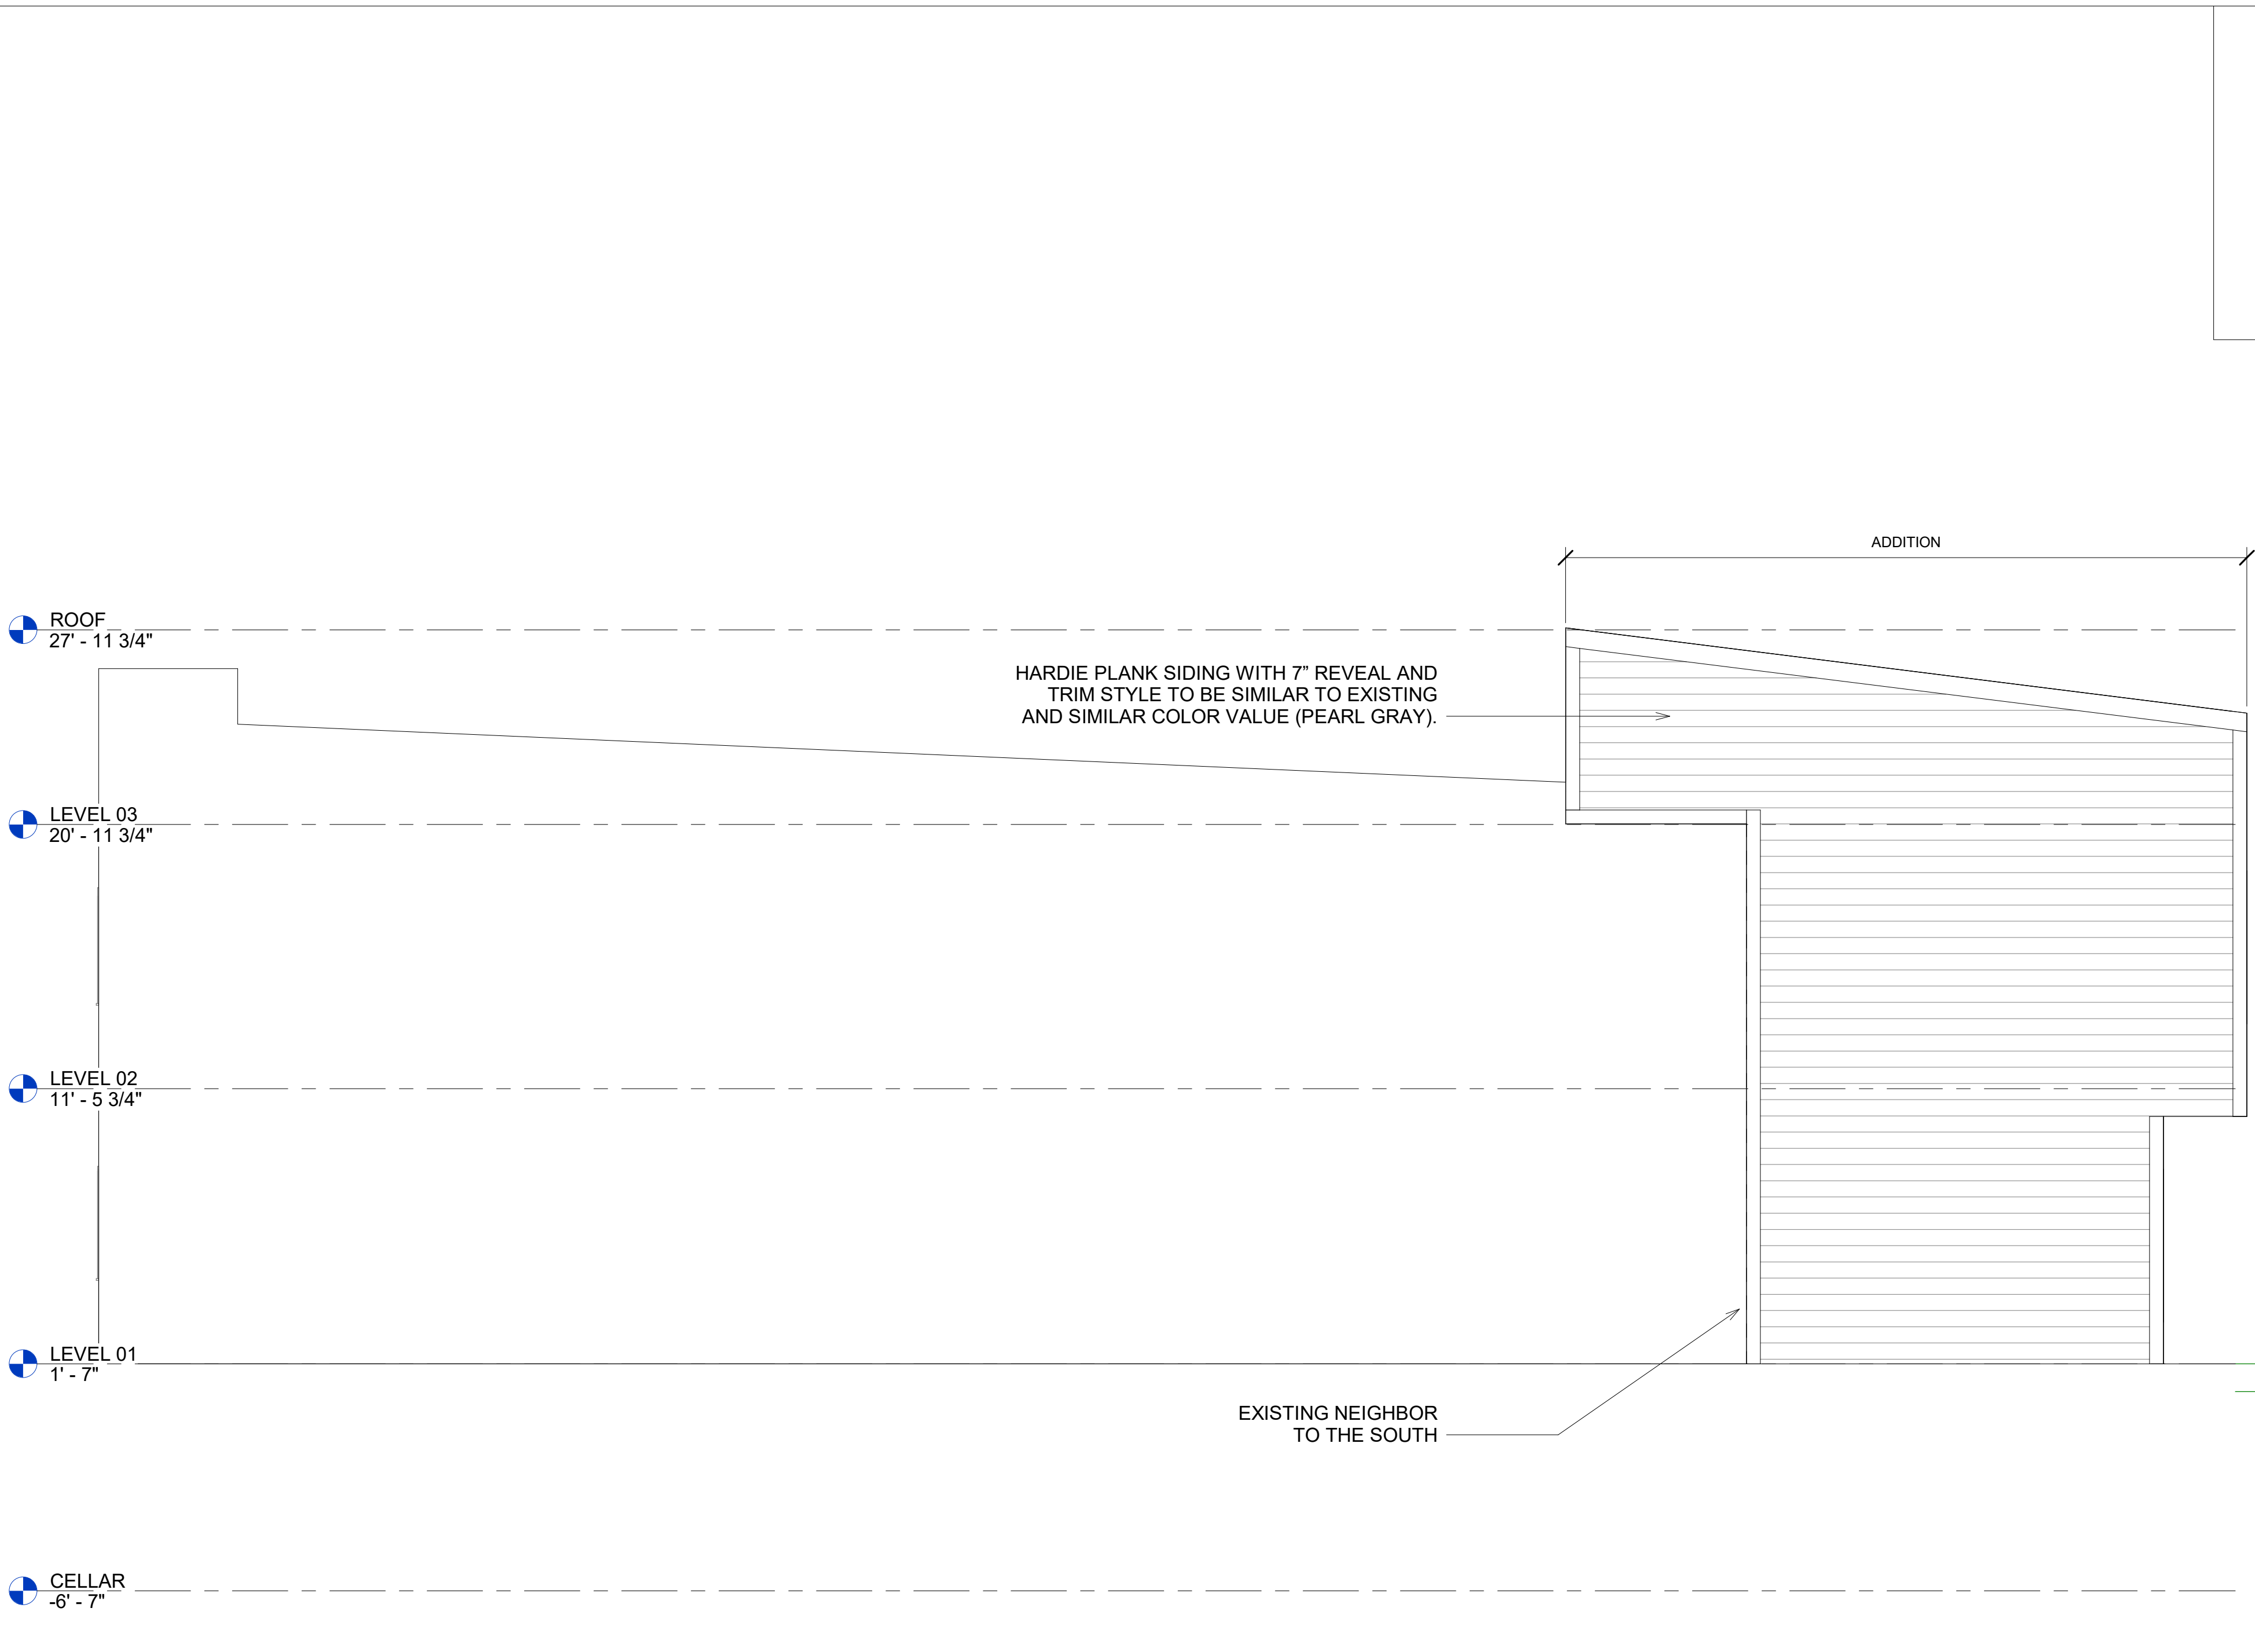 ADDITION
ROOF
27' - 11 3/4"
HARDIE PLANK SIDING WITH 7” REVEAL AND
TRIM STYLE TO BE SIMILAR TO EXISTING
AND SIMILAR COLOR VALUE (PEARL GRAY).
LEVEL 03
20' - 11 3/4"
LEVEL 02
11' - 5 3/4"
LEVEL 01
1' - 7"
EXISTING NEIGHBOR
TO THE SOUTH
CELLAR
-6' - 7"